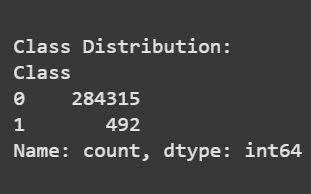 Class Distribution:
Class
0    284315
1       492
Name: count, dtype: int64